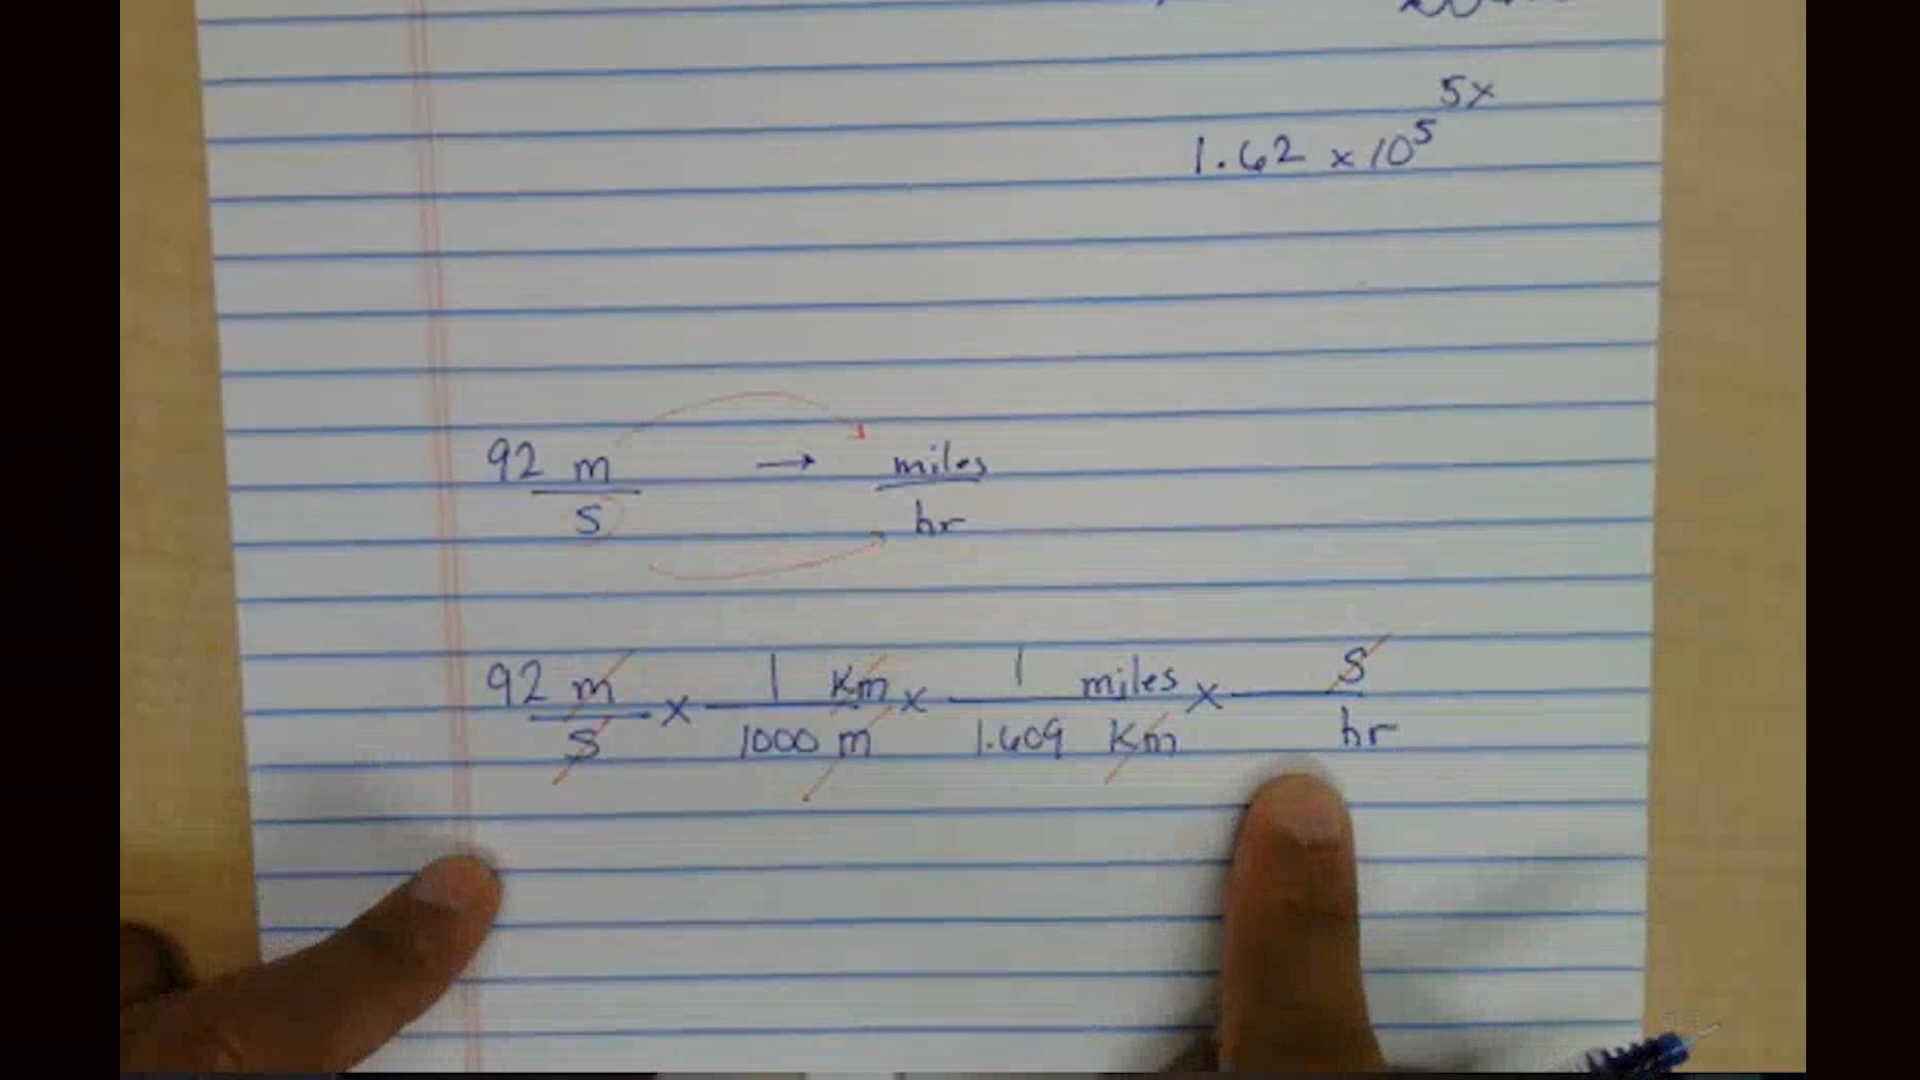 5x
1.62 x 10^5
92 m → miles
s hr
92 m x 1 km x 1 miles x s
s 1000 m 1.609 km hr